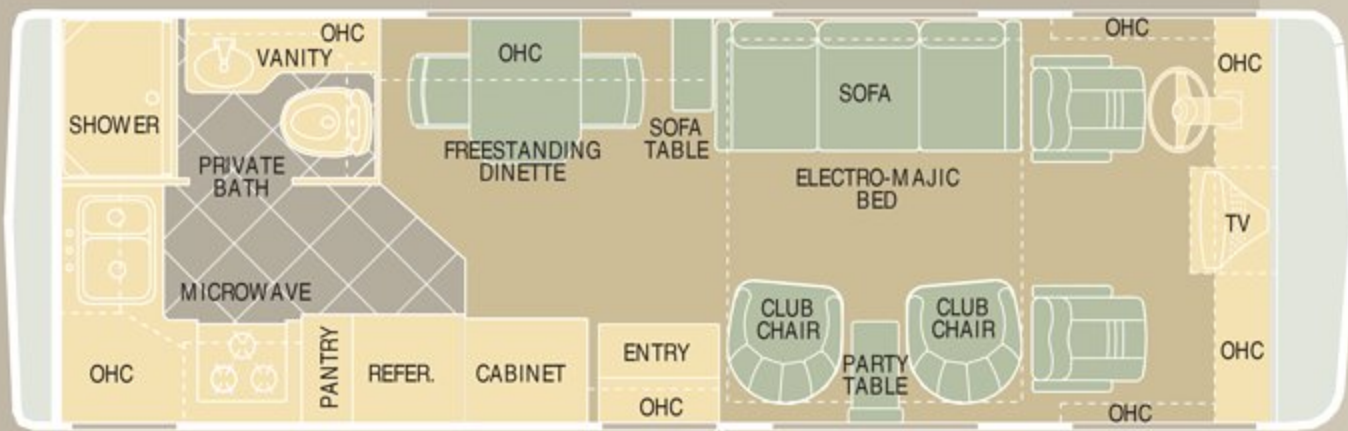 OHC
VANITY
SHOWER
PRIVATE
BATH
MICROWAVE
OHC
PANTRY
REFER.
CABINET
OHC
FREESTANDING
DINETTE
SOFA
TABLE
ENTRY
OHC
SOFA
ELECTRO-MAJIC
BED
CLUB
CHAIR
PARTY
TABLE
CLUB
CHAIR
OHC
OHC
TV
OHC
OHC